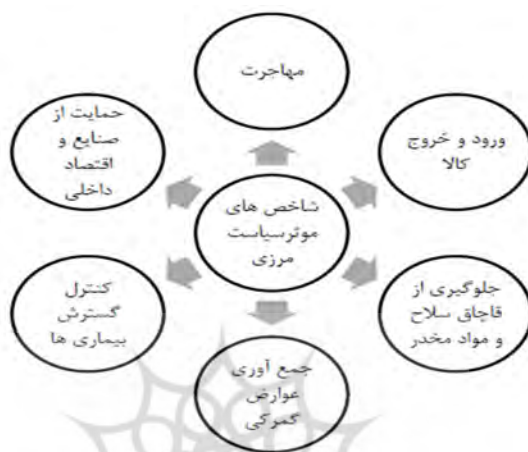 مهاجرت
ورود و خروج
کالا
جلوگیری از
قاچاق سلاح
و مواد مخدر
جمع آوری
عوارض
گمرکی
کنترل
گسترش
بیماری ها
حمایت از
صنایع و
اقتصاد
داخلی
شاخص های
موثرسیاست
مرزی